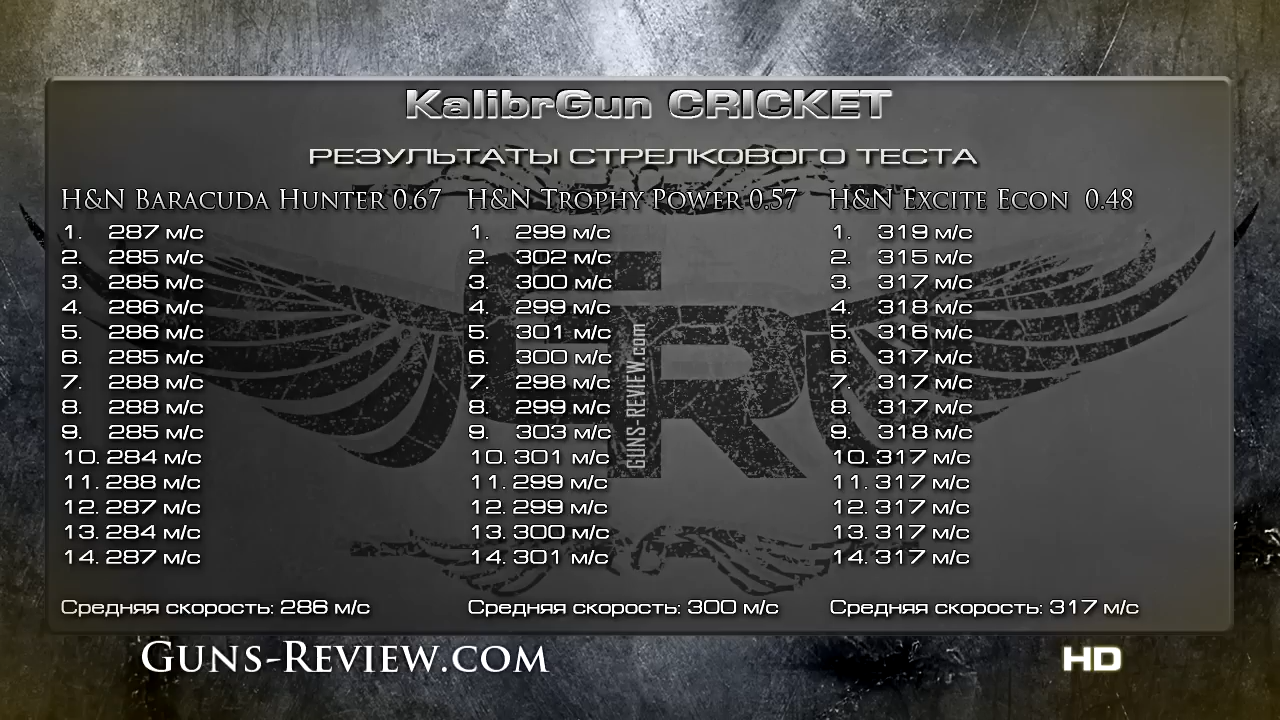 KalibrGun CRICKET
РЕЗУЛЬТАТЫ СТРЕЛКОВОГО ТЕСТА
H&N Baracuda Hunter 0.67
1. 287 м/с
2. 285 м/с
3. 285 м/с
4. 286 м/с
5. 286 м/с
6. 285 м/с
7. 288 м/с
8. 288 м/с
9. 285 м/с
10. 284 м/с
11. 288 м/с
12. 287 м/с
13. 284 м/с
14. 287 м/с
Средняя скорость: 286 м/с
H&N Trophy Power 0.57
1. 299 м/с
2. 302 м/с
3. 300 м/с
4. 299 м/с
5. 301 м/с
6. 300 м/с
7. 298 м/с
8. 299 м/с
9. 303 м/с
10. 301 м/с
11. 299 м/с
12. 299 м/с
13. 300 м/с
14. 301 м/с
Средняя скорость: 300 м/с
H&N Excite Econ 0.48
1. 319 м/с
2. 315 м/с
3. 317 м/с
4. 318 м/с
5. 316 м/с
6. 317 м/с
7. 317 м/с
8. 317 м/с
9. 318 м/с
10. 317 м/с
11. 317 м/с
12. 317 м/с
13. 317 м/с
14. 317 м/с
Средняя скорость: 317 м/с
GUNS-REVIEW.com
GR
Guns-Review.com
HD